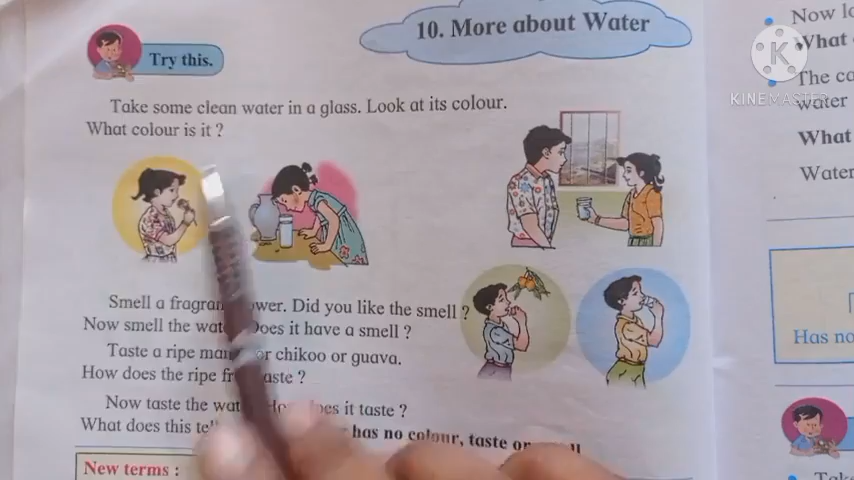 10. More about Water
Try this.
Take some clean water in a glass. Look at its colour.
What colour is it ?
Smell a fragran ower. Did you like the smell ?
Now smell the wat Does it have a smell ?
Taste a ripe man or chikoo or guava.
How does the ripe fr aste ?
Now taste the wat oes it taste ?
What does this te has no colour, taste or
New terms :
Now lo
What
The co
water
What
Water
Has no
Take
KINEMASTER